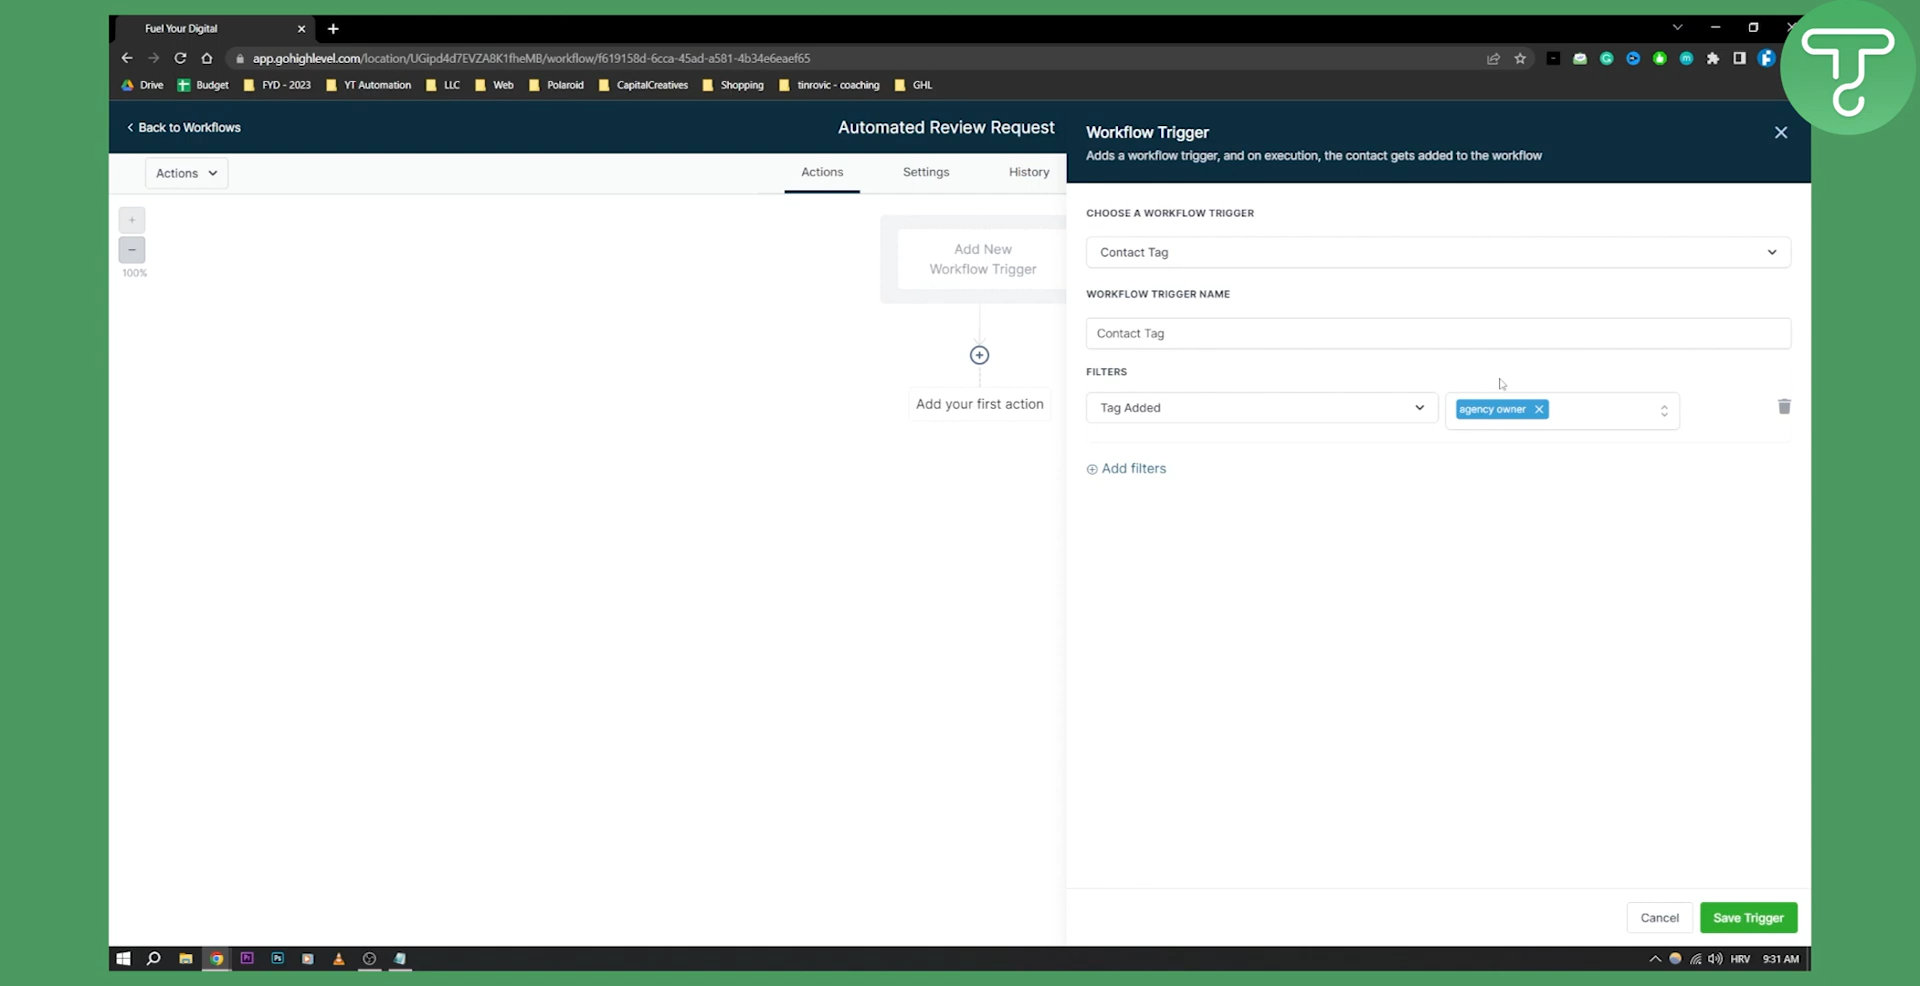 Fuel Your Digital
app.gohighlevel.com/location/UGipd4d7EVZA8K1fheMB/workflow/f619158d-6cca-45ad-a581-4b34e6eaef65
Drive Budget FYD - 2023 YT Automation LLC Web Polaroid CapitalCreatives Shopping tinrovic - coaching GHL
Back to Workflows
Automated Review Request
Actions
Actions Settings History
100%
Add New
Workflow Trigger
Add your first action
Workflow Trigger
Adds a workflow trigger, and on execution, the contact gets added to the workflow
CHOOSE A WORKFLOW TRIGGER
Contact Tag
WORKFLOW TRIGGER NAME
Contact Tag
FILTERS
Tag Added agency owner
Add filters
Cancel Save Trigger
Pr Ps
HRV 9:31 AM